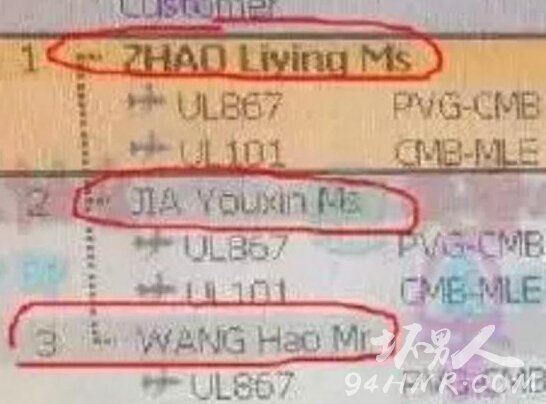 Customer
1 ZHAO Liying Ms
UL867 PVG-CMB
UL101 CMB-MLE
2 JIA Youxin Ms
UL867 PVG-CMB
UL101 CMB-MLE
3 WANG Hao Mr
UL867
坏男人
94HNR.COM